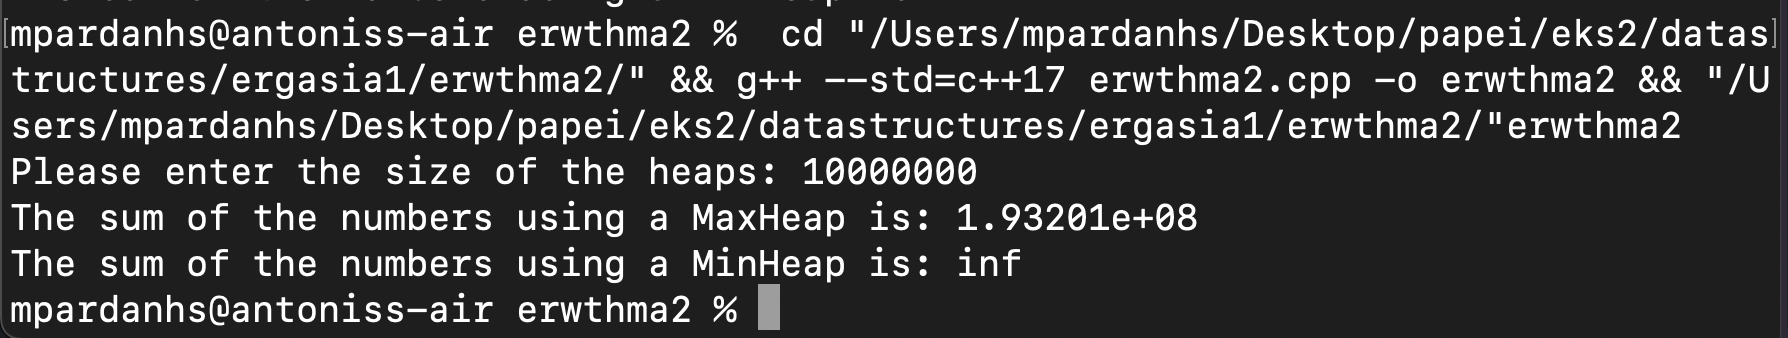 [mpardanhs@antoniss-air erwthma2 %  cd "/Users/mpardanhs/Desktop/papei/eks2/datas]
tructures/ergasia1/erwthma2/" && g++ --std=c++17 erwthma2.cpp -o erwthma2 && "/U
sers/mpardanhs/Desktop/papei/eks2/datastructures/ergasia1/erwthma2/"erwthma2
Please enter the size of the heaps: 10000000
The sum of the numbers using a MaxHeap is: 1.93201e+08
The sum of the numbers using a MinHeap is: inf
mpardanhs@antoniss-air erwthma2 %